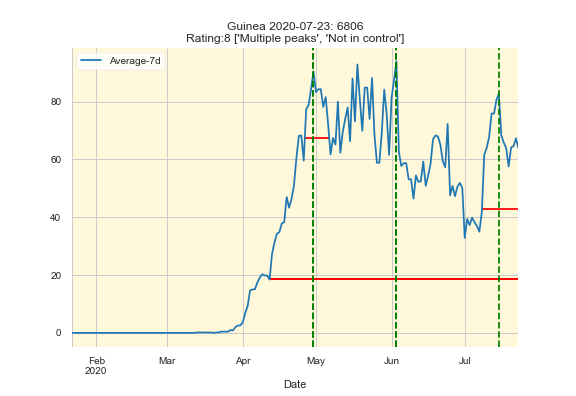 Guinea 2020-07-23: 6806
Rating:8 ['Multiple peaks', 'Not in control']
Average-7d
80
60
40
20
0
Feb
2020
Mar
Apr
May
Jun
Jul
Date